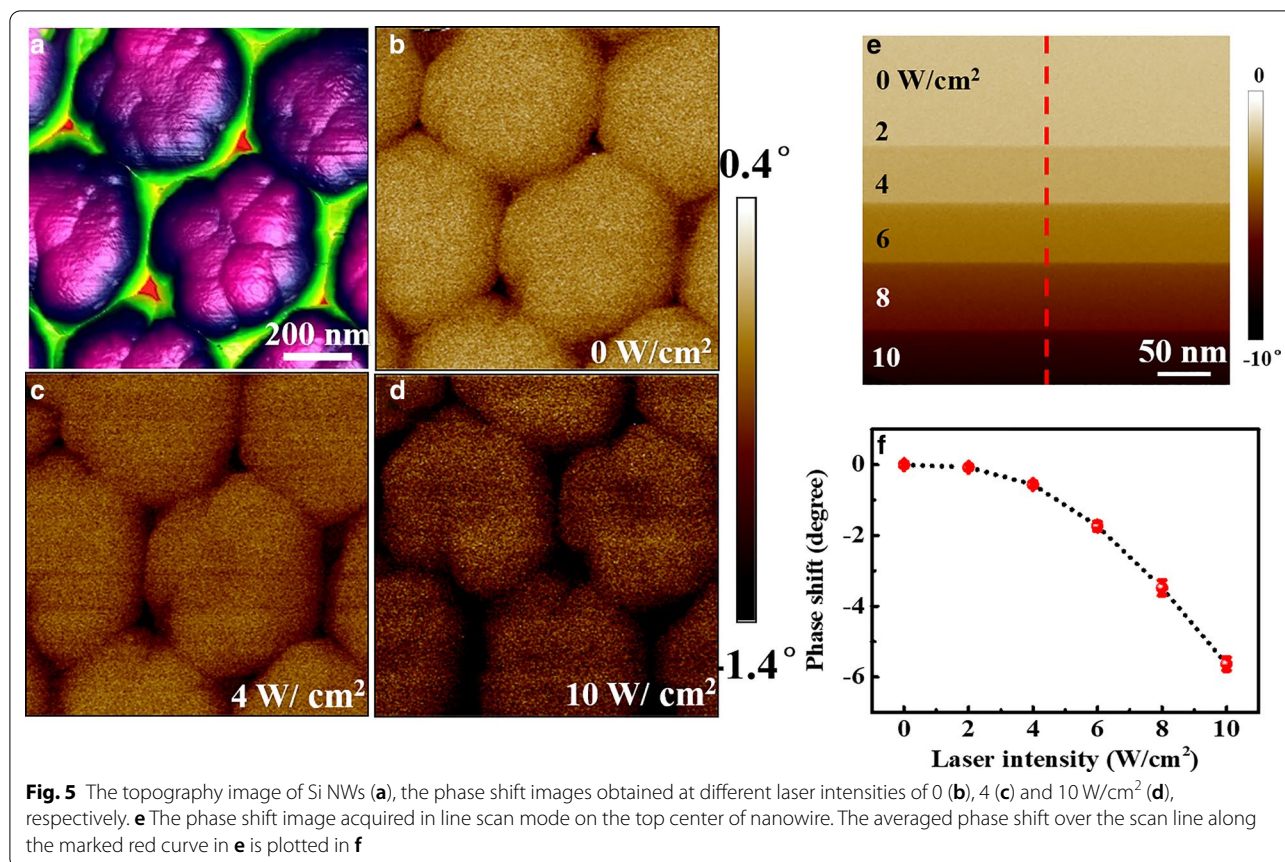 a
200 nm
b
0 W/cm²
c
4 W/ cm²
d
10 W/ cm²
0.4°
-1.4°
e
0 W/cm²
2
4
6
8
10
50 nm
0
-10°
f
Phase shift (degree)
0
-2
-4
-6
0 2 4 6 8 10
Laser intensity (W/cm²)
Fig. 5 The topography image of Si NWs (a), the phase shift images obtained at different laser intensities of 0 (b), 4 (c) and 10 W/cm² (d),
respectively. e The phase shift image acquired in line scan mode on the top center of nanowire. The averaged phase shift over the scan line along
the marked red curve in e is plotted in f